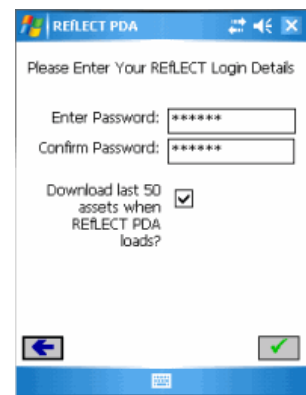 REfLECT PDA
Please Enter Your REfLECT Login Details
Enter Password: ******
Confirm Password: ******
Download last 50
assets when
REfLECT PDA
loads?